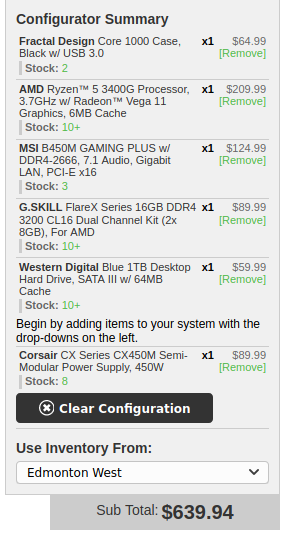 Configurator Summary
Fractal Design Core 1000 Case, x1 $64.99
Black w/ USB 3.0 [Remove]
Stock: 2
AMD Ryzen™ 5 3400G Processor, x1 $209.99
3.7GHz w/ Radeon™ Vega 11 [Remove]
Graphics, 6MB Cache
Stock: 10+
MSI B450M GAMING PLUS w/ x1 $124.99
DDR4-2666, 7.1 Audio, Gigabit [Remove]
LAN, PCI-E x16
Stock: 3
G.SKILL FlareX Series 16GB DDR4 x1 $89.99
3200 CL16 Dual Channel Kit (2x [Remove]
8GB), For AMD
Stock: 10+
Western Digital Blue 1TB Desktop x1 $59.99
Hard Drive, SATA III w/ 64MB [Remove]
Cache
Stock: 10+
Begin by adding items to your system with the
drop-downs on the left.
Corsair CX Series CX450M Semi- x1 $89.99
Modular Power Supply, 450W [Remove]
Stock: 8
Clear Configuration
Use Inventory From:
Edmonton West
Sub Total: $639.94